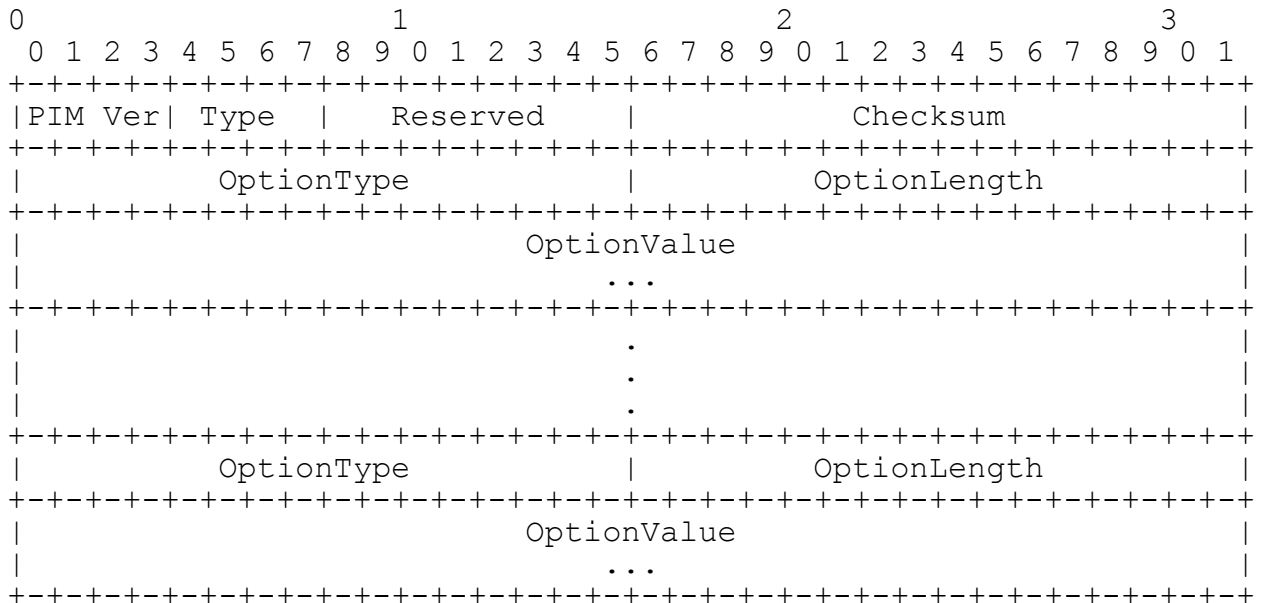 0                   1                   2                   3
 0 1 2 3 4 5 6 7 8 9 0 1 2 3 4 5 6 7 8 9 0 1 2 3 4 5 6 7 8 9 0 1
+-+-+-+-+-+-+-+-+-+-+-+-+-+-+-+-+-+-+-+-+-+-+-+-+-+-+-+-+-+-+-+-+
|PIM Ver| Type  |   Reserved    |           Checksum            |
+-+-+-+-+-+-+-+-+-+-+-+-+-+-+-+-+-+-+-+-+-+-+-+-+-+-+-+-+-+-+-+-+
|          OptionType           |         OptionLength          |
+-+-+-+-+-+-+-+-+-+-+-+-+-+-+-+-+-+-+-+-+-+-+-+-+-+-+-+-+-+-+-+-+
|                          OptionValue                          |
|                              ...                              |
+-+-+-+-+-+-+-+-+-+-+-+-+-+-+-+-+-+-+-+-+-+-+-+-+-+-+-+-+-+-+-+-+
|                               .                               |
|                               .                               |
|                               .                               |
+-+-+-+-+-+-+-+-+-+-+-+-+-+-+-+-+-+-+-+-+-+-+-+-+-+-+-+-+-+-+-+-+
|          OptionType           |         OptionLength          |
+-+-+-+-+-+-+-+-+-+-+-+-+-+-+-+-+-+-+-+-+-+-+-+-+-+-+-+-+-+-+-+-+
|                          OptionValue                          |
|                              ...                              |
+-+-+-+-+-+-+-+-+-+-+-+-+-+-+-+-+-+-+-+-+-+-+-+-+-+-+-+-+-+-+-+-+